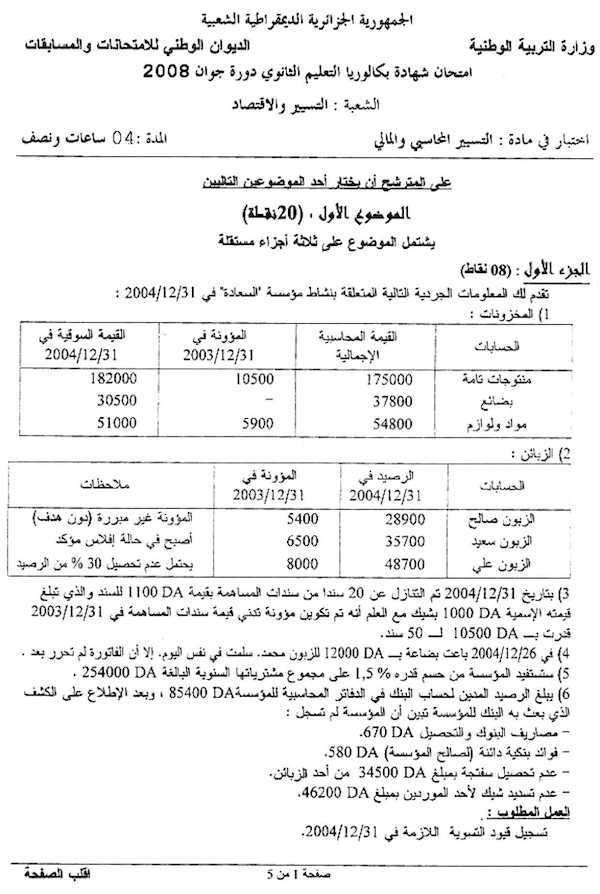 الجمهورية الجزائرية الديمقراطية الشعبية
وزارة التربية الوطنية الديوان الوطني للامتحانات والمسابقات
امتحان شهادة بكالوريا التعليم الثانوي دورة جوان 2008
الشعبة : التسيير والاقتصاد
اختبار في مادة : التسيير المحاسبي والمالي المدة : 04 ساعات ونصف
على المترشح أن يختار أحد الموضوعين التاليين
الموضوع الأول : (20 نقطة)
يشتمل الموضوع على ثلاثة أجزاء مستقلة
الجزء الأول : (08 نقاط)
تقدم لك المعلومات الجردية التالية المتعلقة بنشاط مؤسسة "السعادة" في 2004/12/31 :
1) المخزونات :
الحسابات القيمة المحاسبية الإجمالية المؤونة في 2003/12/31 القيمة السوقية في 2004/12/31
منتوجات تامة 175000 10500 182000
بضائع 37800 – 30500
مواد ولوازم 54800 5900 51000
2) الزبائن :
الحسابات الرصيد في 2004/12/31 المؤونة في 2003/12/31 ملاحظات
الزبون صالح 28900 5400 المؤونة غير مبررة (دون هدف)
الزبون سعيد 35700 6500 أصبح في حالة إفلاس مؤكد
الزبون علي 48700 8000 يحتمل عدم تحصيل 30 % من الرصيد
3) بتاريخ 2004/12/31 تم التنازل عن 20 سندا من سندات المساهمة بقيمة 1100 DA للسند والذي تبلغ
قيمته الإسمية 1000 DA بشيك مع العلم أنه تم تكوين مؤونة تدني قيمة سندات المساهمة في 2003/12/31
قدرت بــ 10500 DA لــ 50 سند.
4) في 2004/12/26 باعت بضاعة بــ 12000 DA للزبون محمد. سلمت في نفس اليوم. إلا أن الفاتورة لم تحرر بعد .
5) ستستفيد المؤسسة من حسم قدره % 1,5 على مجموع مشترياتها السنوية البالغة 254000 DA.
6) يبلغ الرصيد المدين لحساب البنك في الدفاتر المحاسبية للمؤسسة 85400 DA ، وبعد الإطلاع على الكشف
الذي بعث به البنك للمؤسسة تبين أن المؤسسة لم تسجل :
– مصاريف البنوك والتحصيل 670 DA.
– فوائد بنكية دائنة (لصالح المؤسسة) 580 DA.
– عدم تحصيل سفتجة بمبلغ 34500 DA من أحد الزبائن.
– عدم تسديد شيك لأحد الموردين بمبلغ 46200 DA.
العمل المطلوب :
تسجيل قيود التسوية اللازمة في 2004/12/31.
صفحة 1 من 5 اقلب الصفحة